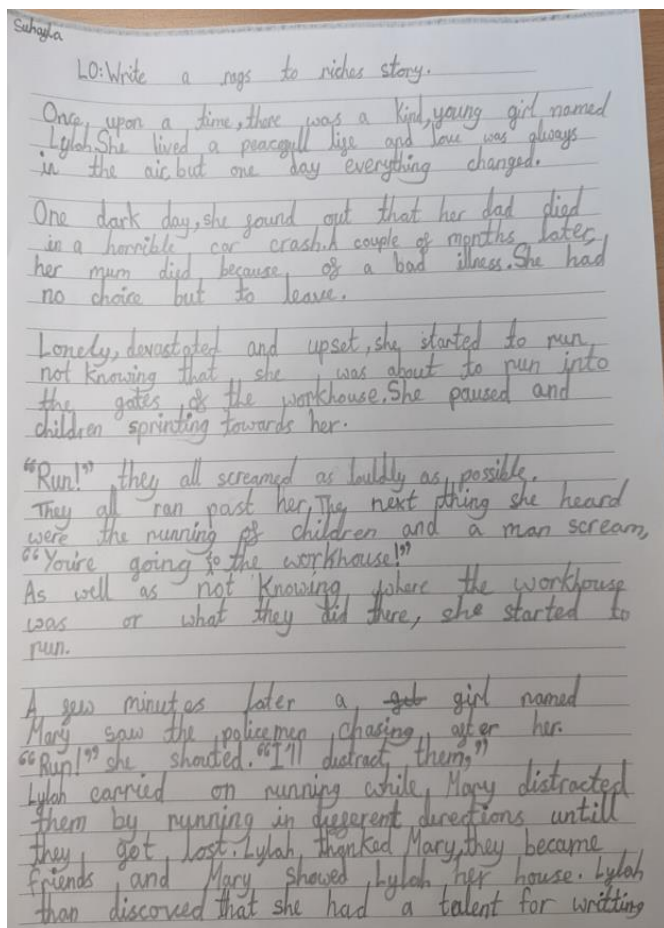 Suhayla
LO: Write a rags to riches story.
Once, upon a time, there was a kind, young girl named
Lylah. She lived a peacefull life and love was always
in the air, but one day everything changed.
One dark day, she found out that her dad died
in a horrible car crash. A couple of months later,
her mum died, because of a bad illness. She had
no choice but to leave.
Lonely, devastated and upset, she started to run,
not knowing that she was about to run into
the gates of the workhouse. She paused and
children sprinting towards her.
"Run!" they all screamed as louldly as possible.
They all ran past her, The next thing she heard
were the running of children and a man scream,
"You're going to the workhouse!"
As well as not knowing where the workhouse
was or what they did there, she started to
run.
A few minutes later a girl named
Mary saw the policemen chasing after her.
"Run!" she shouted. "I'll distract them,"
Lylah carried on running while, Mary distracted
them by running in different directions untill
they got lost. Lylah thanked Mary, they became
friends and Mary showed Lylah her house. Lylah
than discoved that she had a talent for writting